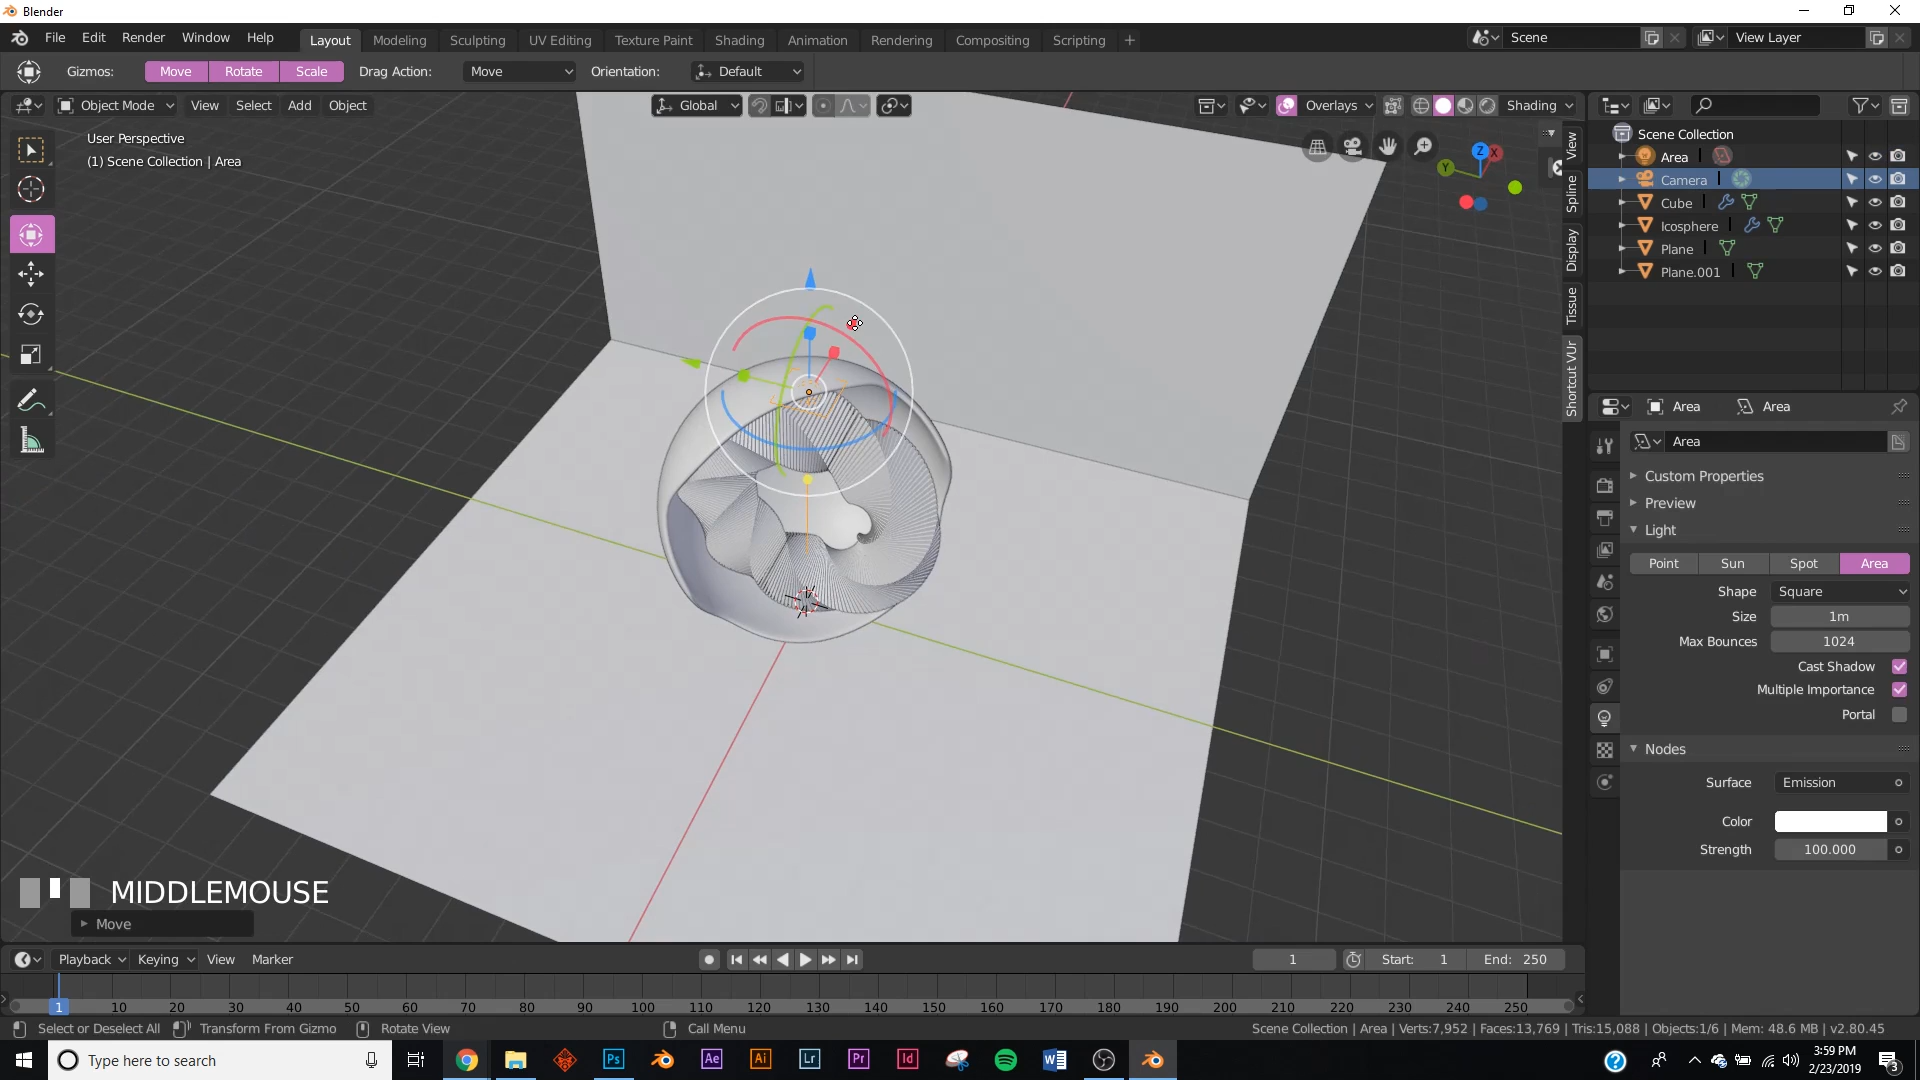 Blender
File Edit Render Window Help Layout Modeling Sculpting UV Editing Texture Paint Shading Animation Rendering Compositing Scripting + Scene View Layer
Gizmos: Move Rotate Scale Drag Action: Move Orientation: Default
Object Mode View Select Add Object Global Overlays Shading
User Perspective
(1) Scene Collection | Area
Z X Y
View
Spline
Display
Tissue
Shortcut VUr
Scene Collection
Area
Camera
Cube
Icosphere
Plane
Plane.001
Area Area
Area
Custom Properties
Preview
Light
Point Sun Spot Area
Shape Square
Size 1m
Max Bounces 1024
Cast Shadow
Multiple Importance
Portal
Nodes
Surface Emission
Color
Strength 100.000
MIDDLEMOUSE
Move
Playback Keying View Marker 1 Start: 1 End: 250
1 10 20 30 40 50 60 70 80 90 100 110 120 130 140 150 160 170 180 190 200 210 220 230 240 250
Select or Deselect All Transform From Gizmo Rotate View Call Menu Scene Collection | Area | Verts:7,952 | Faces:13,769 | Tris:15,088 | Objects:1/6 | Mem: 48.6 MB | v2.80.45
Type here to search Ps Ae Ai Lr Pr Id W 3:59 PM
2/23/2019 3